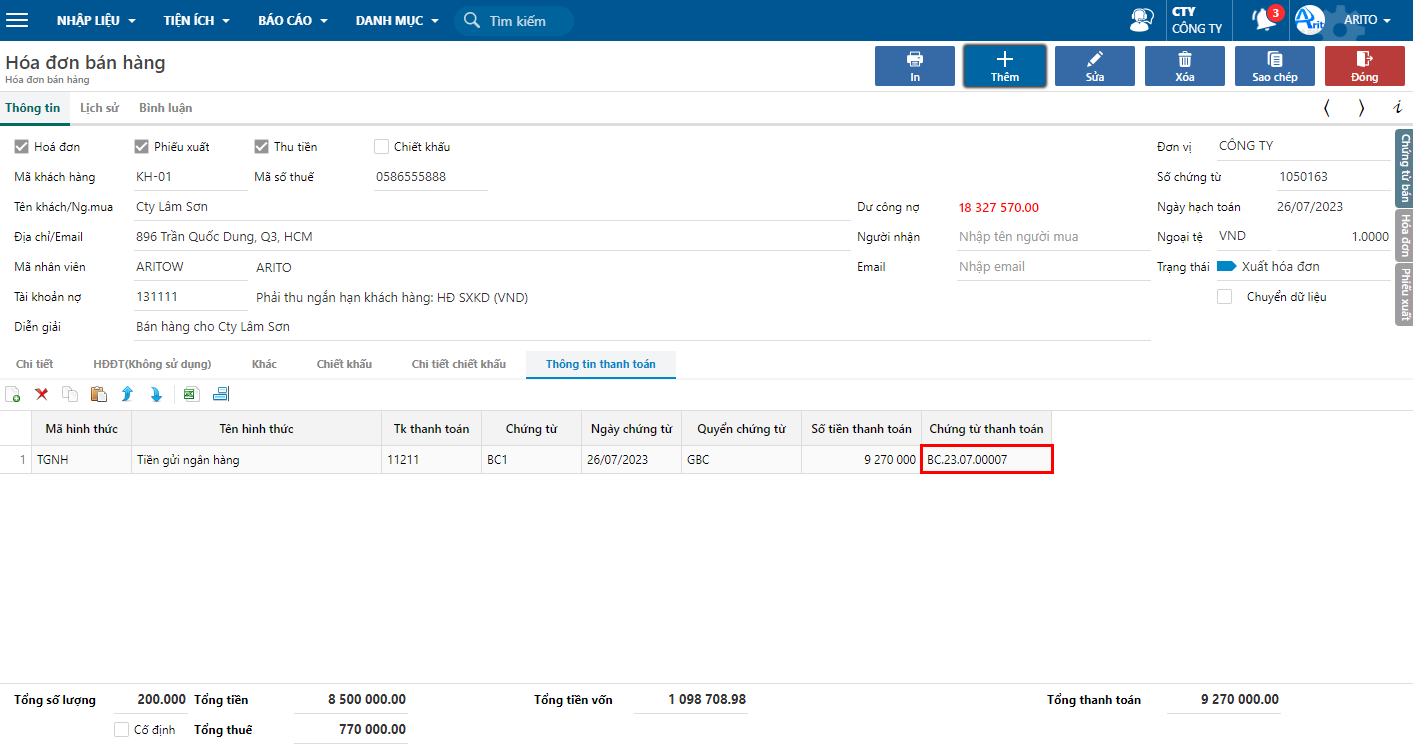 NHẬP LIỆU TIỆN ÍCH BÁO CÁO DANH MỤC Tìm kiếm CTY 3 ARITO
CÔNG TY
Hóa đơn bán hàng
Hóa đơn bán hàng
In Thêm Sửa Xóa Sao chép Đóng
Thông tin Lịch sử Bình luận
Hoá đơn Phiếu xuất Thu tiền Chiết khấu Đơn vị CÔNG TY
Mã khách hàng KH-01 Mã số thuế 0586555888 Số chứng từ 1050163
Tên khách/Ng.mua Cty Lâm Sơn Dư công nợ 18 327 570.00 Ngày hạch toán 26/07/2023
Địa chỉ/Email 896 Trần Quốc Dung, Q3, HCM Người nhận Nhập tên người mua Ngoại tệ VND 1.0000
Mã nhân viên ARITOW ARITO Email Nhập email Trạng thái Xuất hóa đơn
Tài khoản nợ 131111 Phải thu ngắn hạn khách hàng: HĐ SXKD (VND) Chuyển dữ liệu
Diễn giải Bán hàng cho Cty Lâm Sơn
Chứng từ bán
Hóa đơn
Phiếu xuất
Chi tiết HĐĐT(Không sử dụng) Khác Chiết khấu Chi tiết chiết khấu Thông tin thanh toán
Mã hình thức Tên hình thức Tk thanh toán Chứng từ Ngày chứng từ Quyển chứng từ Số tiền thanh toán Chứng từ thanh toán
1 TGNH Tiền gửi ngân hàng 11211 BC1 26/07/2023 GBC 9 270 000 BC.23.07.00007
Tổng số lượng 200.000 Tổng tiền 8 500 000.00 Tổng tiền vốn 1 098 708.98 Tổng thanh toán 9 270 000.00
Cố định Tổng thuế 770 000.00